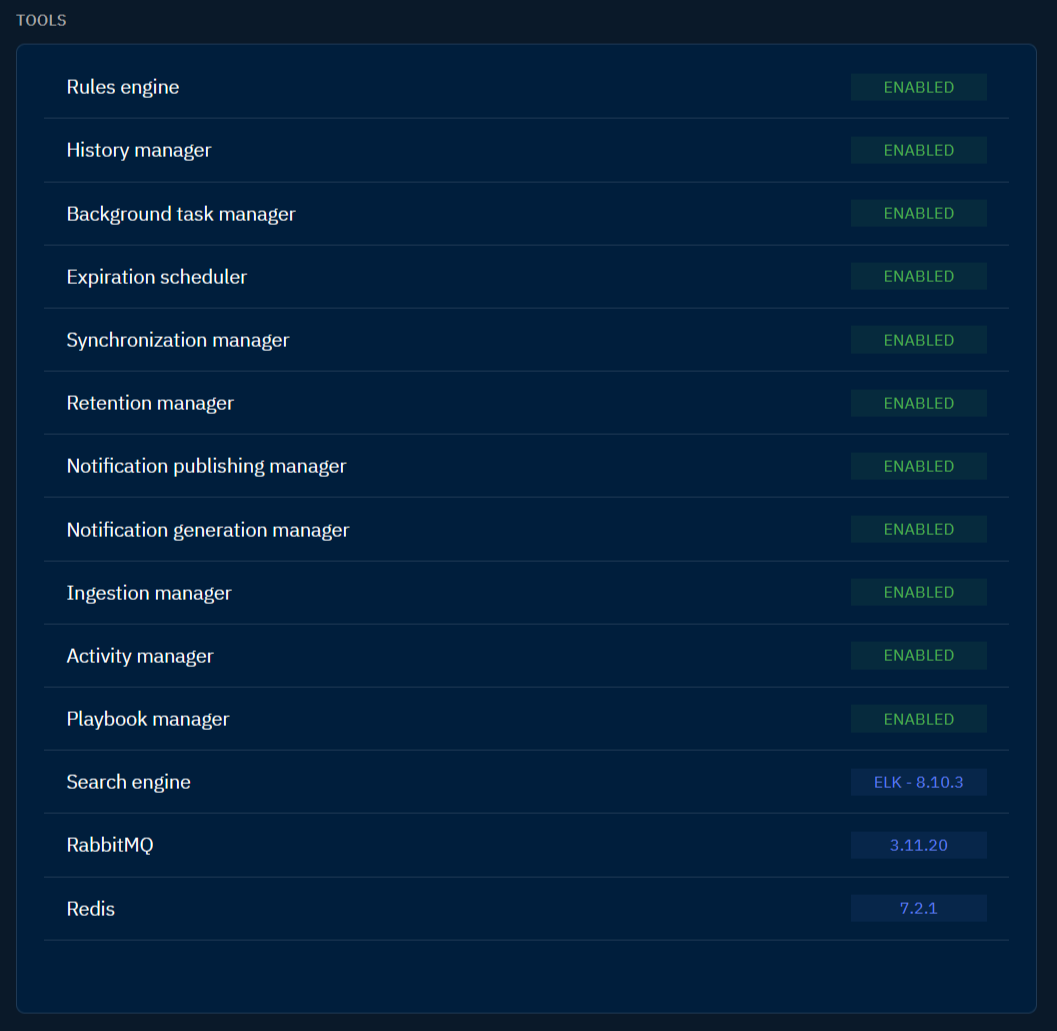 TOOLS
Rules engine ENABLED
History manager ENABLED
Background task manager ENABLED
Expiration scheduler ENABLED
Synchronization manager ENABLED
Retention manager ENABLED
Notification publishing manager ENABLED
Notification generation manager ENABLED
Ingestion manager ENABLED
Activity manager ENABLED
Playbook manager ENABLED
Search engine ELK - 8.10.3
RabbitMQ 3.11.20
Redis 7.2.1